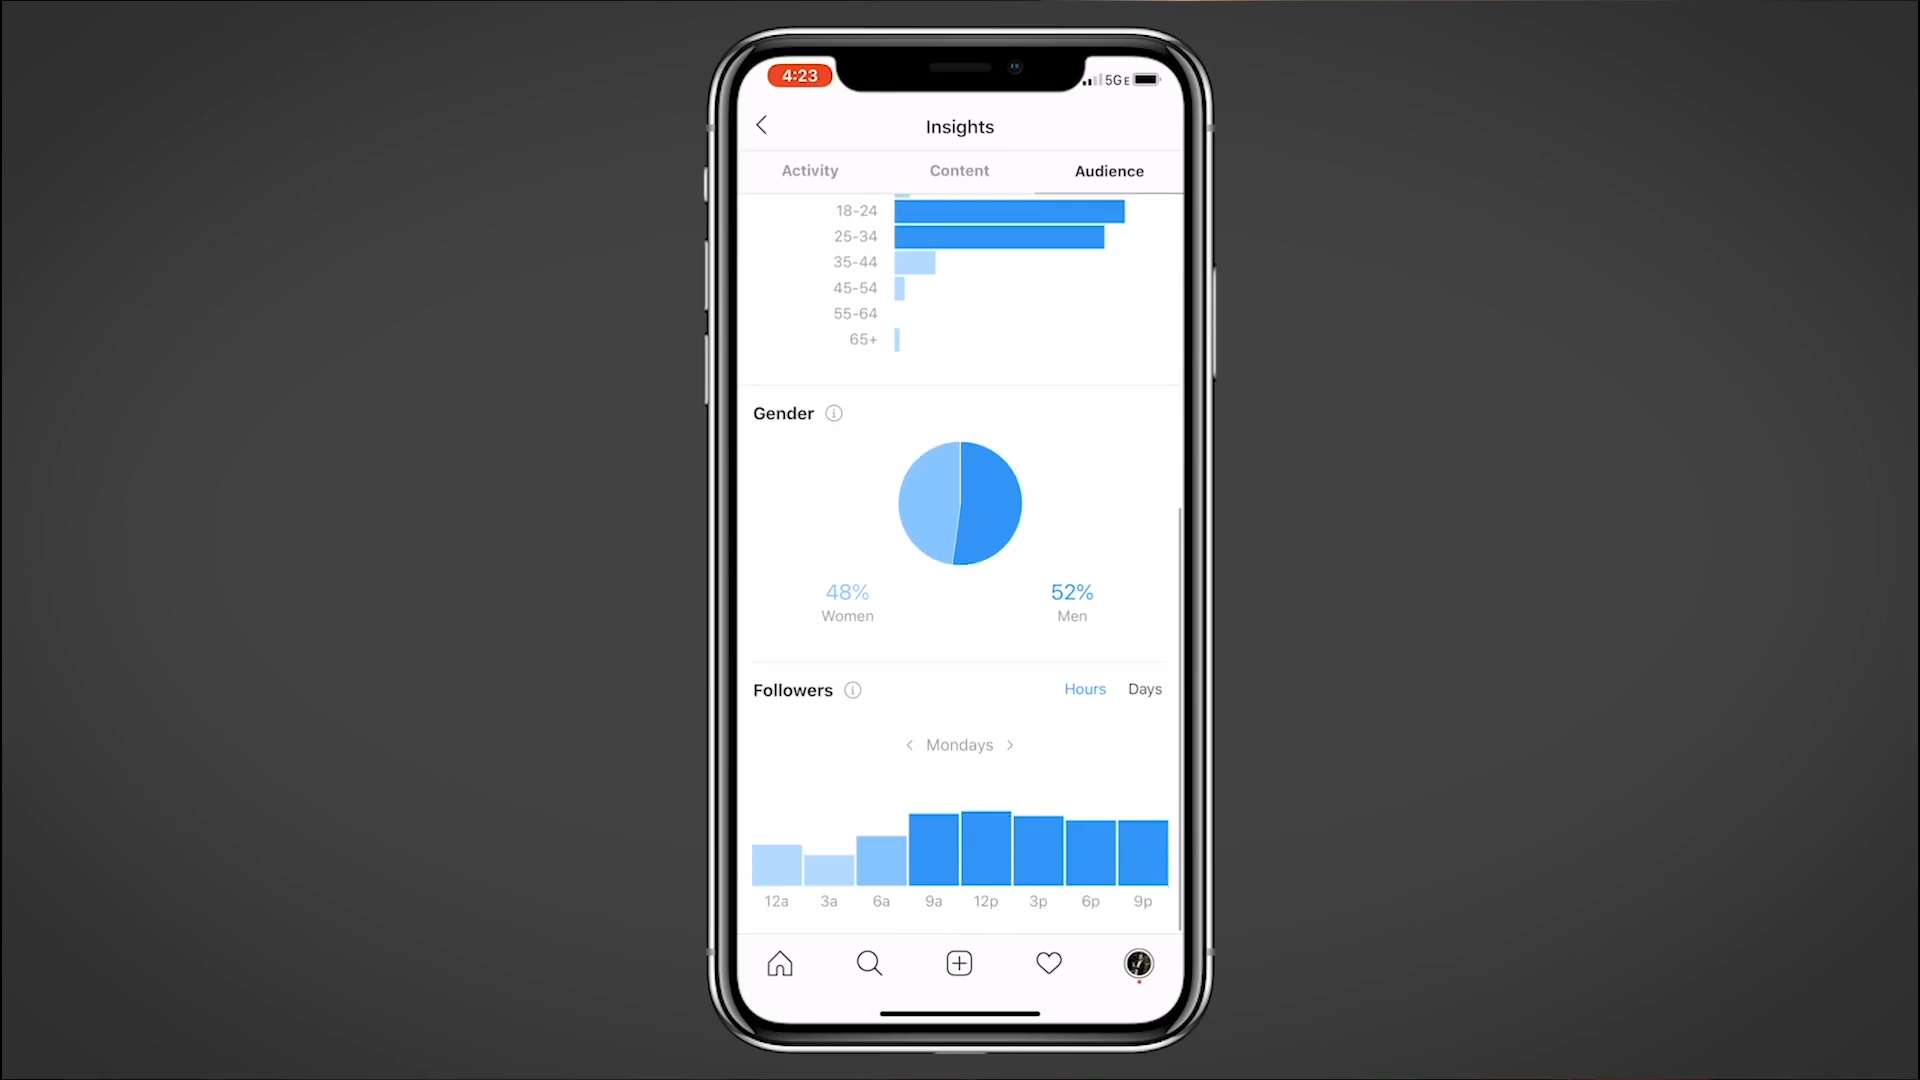 4:23
5GE
Insights
Activity Content Audience
18-24
25-34
35-44
45-54
55-64
65+
Gender
48% 52%
Women Men
Followers Hours Days
Mondays
12a 3a 6a 9a 12p 3p 6p 9p